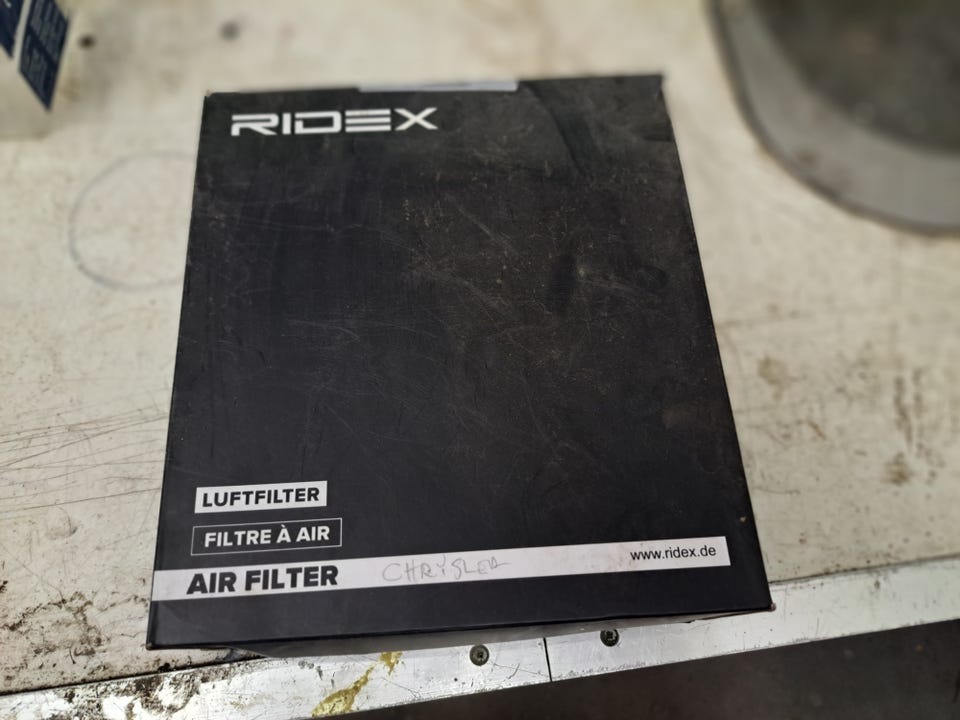 RIDEX
LUFTFILTER
FILTRE À AIR
AIR FILTER CHRYSLER www.ridex.de